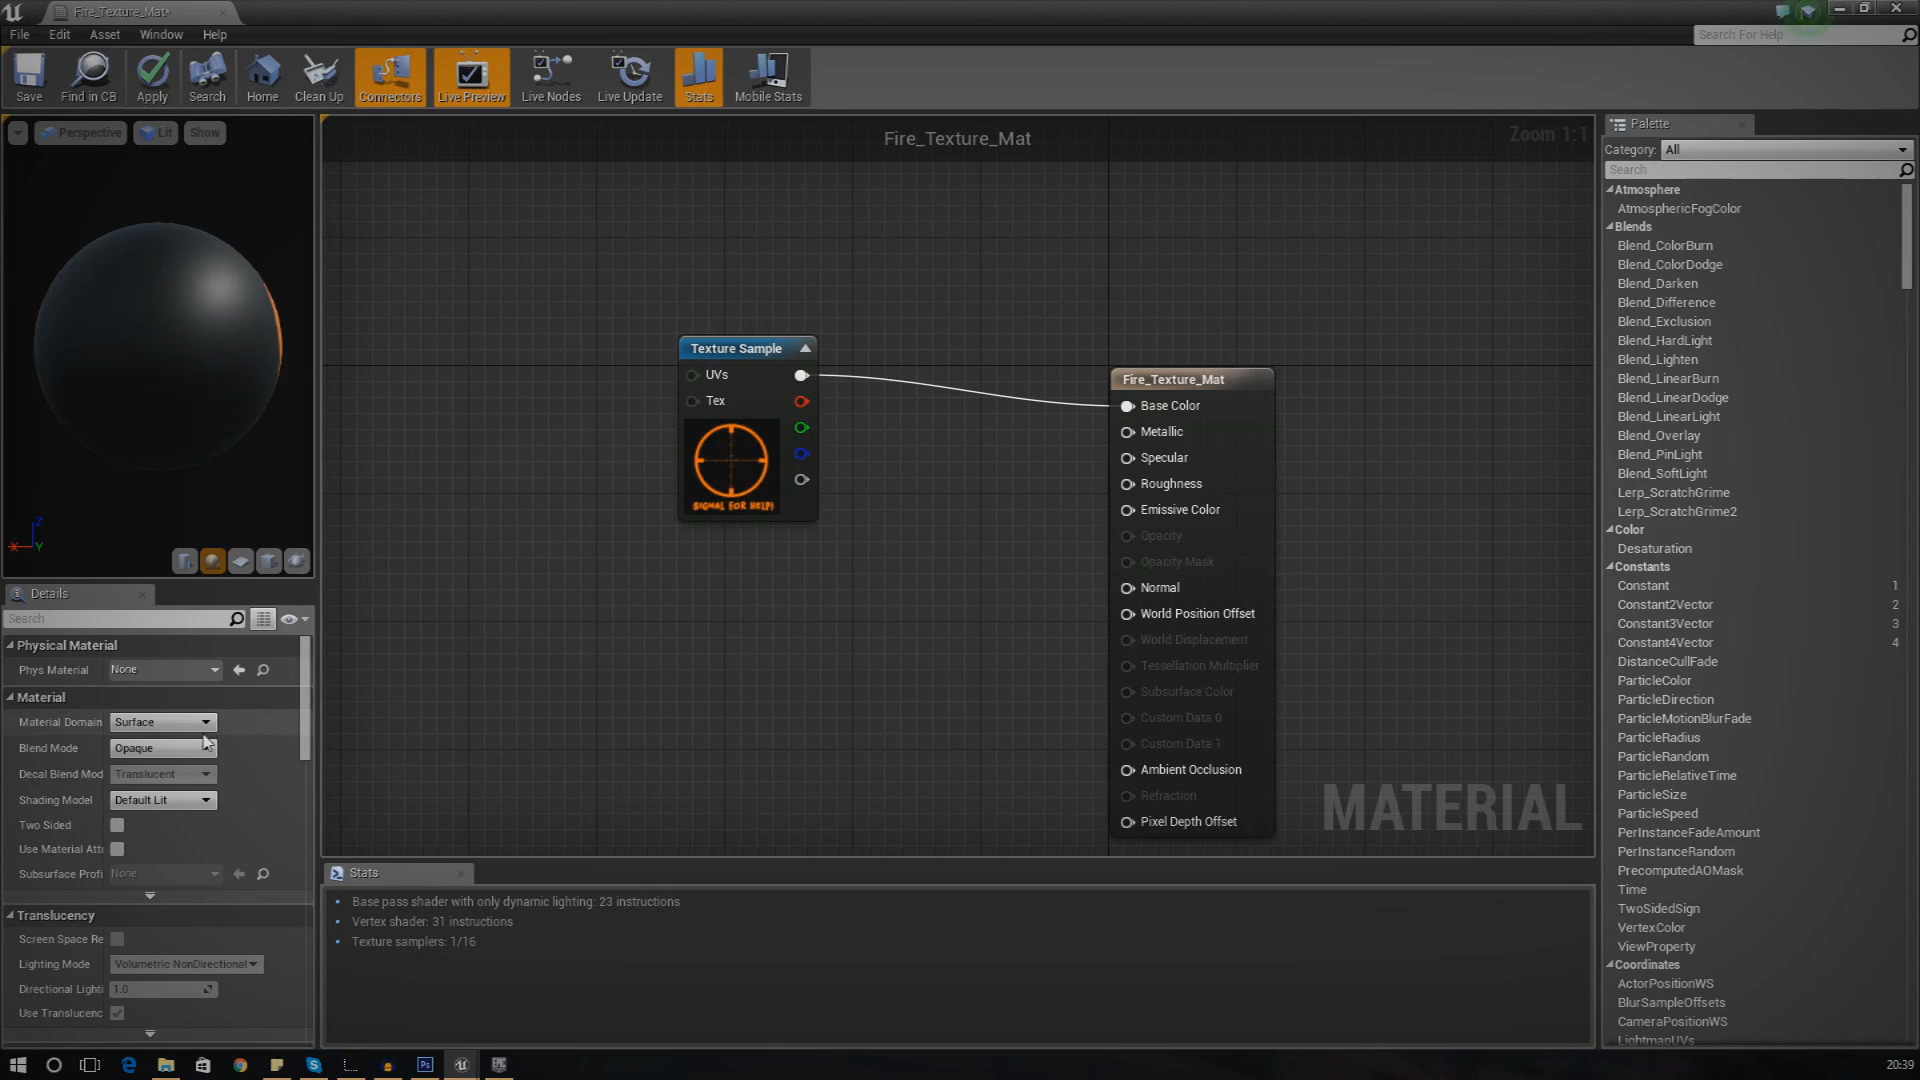 Fire_Texture_Mat*
File Edit Asset Window Help
Search For Help
Save Find in CB Apply Search Home Clean Up Connectors Live Preview Live Nodes Live Update Stats Mobile Stats
Perspective Lit Show
Fire_Texture_Mat
Zoom 1:1
Texture Sample
UVs
Tex
SIGNAL FOR HELP!
Fire_Texture_Mat
Base Color
Metallic
Specular
Roughness
Emissive Color
Opacity
Opacity Mask
Normal
World Position Offset
World Displacement
Tessellation Multiplier
Subsurface Color
Custom Data 0
Custom Data 1
Ambient Occlusion
Refraction
Pixel Depth Offset
MATERIAL
X Y Z
Details
Search
Physical Material
Phys Material None
Material
Material Domain Surface
Blend Mode Opaque
Decal Blend Mod Translucent
Shading Model Default Lit
Two Sided
Use Material Att
Subsurface Profi None
Translucency
Screen Space Re
Lighting Mode Volumetric NonDirectional
Directional Lighti 1.0
Use Translucenc
Stats
Base pass shader with only dynamic lighting: 23 instructions
Vertex shader: 31 instructions
Texture samplers: 1/16
Palette
Category: All
Search
Atmosphere
AtmosphericFogColor
Blends
Blend_ColorBurn
Blend_ColorDodge
Blend_Darken
Blend_Difference
Blend_Exclusion
Blend_HardLight
Blend_Lighten
Blend_LinearBurn
Blend_LinearDodge
Blend_LinearLight
Blend_Overlay
Blend_PinLight
Blend_SoftLight
Lerp_ScratchGrime
Lerp_ScratchGrime2
Color
Desaturation
Constants
Constant 1
Constant2Vector 2
Constant3Vector 3
Constant4Vector 4
DistanceCullFade
ParticleColor
ParticleDirection
ParticleMotionBlurFade
ParticleRadius
ParticleRandom
ParticleRelativeTime
ParticleSize
ParticleSpeed
PerInstanceFadeAmount
PerInstanceRandom
PrecomputedAOMask
Time
TwoSidedSign
VertexColor
ViewProperty
Coordinates
ActorPositionWS
BlurSampleOffsets
CameraPositionWS
LightmapUVs
Ps
EPIC
20:39